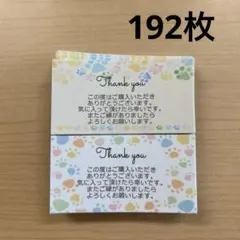 192枚
Thank you
この度はご購入いただき
ありがとうございます。
気に入って頂けたら幸いです。
またご縁がありましたら
よろしくお願いします。
Thank you
この度はご購入いただき
ありがとうございます。
気に入って頂けたら幸いです。
またご縁がありましたら
よろしくお願いします。